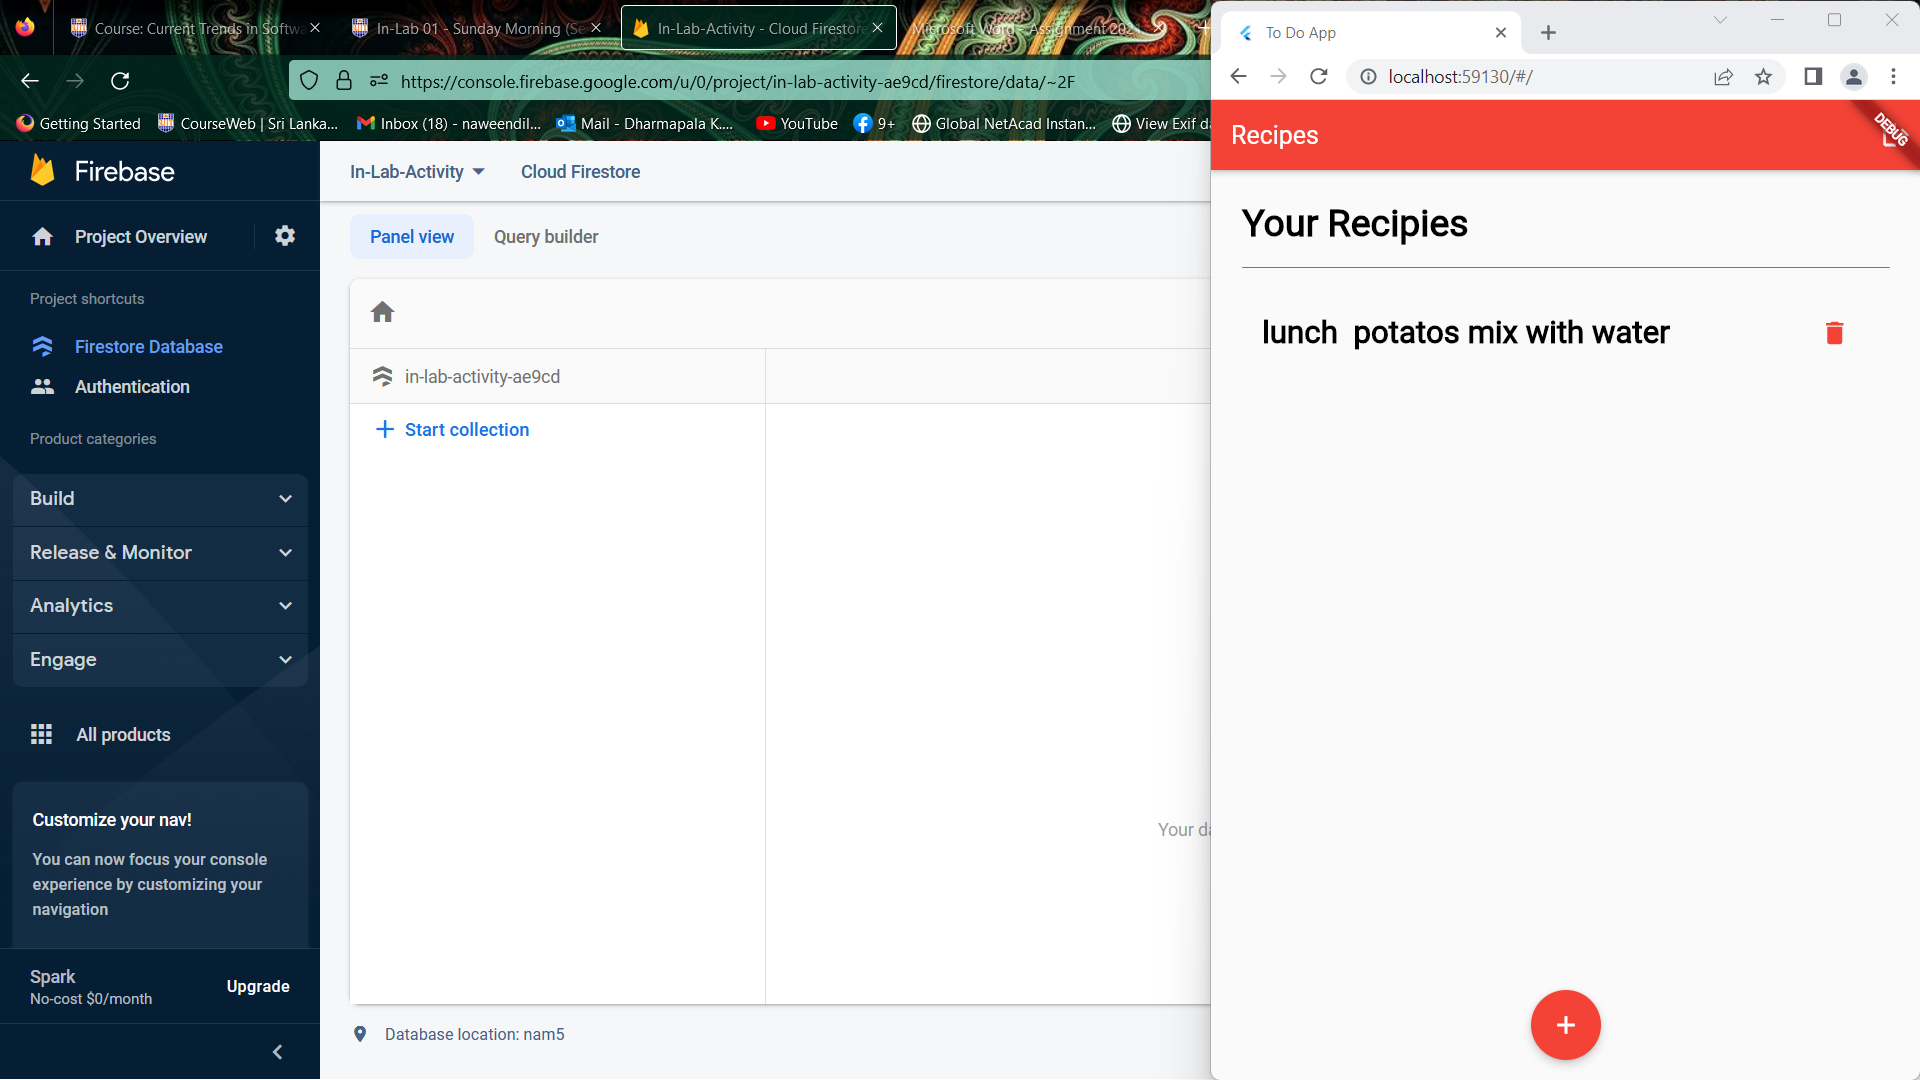 Course: Current Trends in Softwa
In-Lab 01 - Sunday Morning (Se
In-Lab-Activity - Cloud Firestore
Microsoft Word - Assignment 202
https://console.firebase.google.com/u/0/project/in-lab-activity-ae9cd/firestore/data/~2F
Getting Started
CourseWeb | Sri Lanka...
Inbox (18) - naweendil...
Mail - Dharmapala K....
YouTube
9+
Global NetAcad Instan...
View Exif da
Firebase
Project Overview
Project shortcuts
Firestore Database
Authentication
Product categories
Build
Release & Monitor
Analytics
Engage
All products
Customize your nav!
You can now focus your console
experience by customizing your
navigation
Spark
No-cost $0/month
Upgrade
In-Lab-Activity
Cloud Firestore
Panel view
Query builder
in-lab-activity-ae9cd
Start collection
Your da
Database location: nam5
To Do App
localhost:59130/#/
Recipes
DEBUG
Your Recipies
lunch potatos mix with water